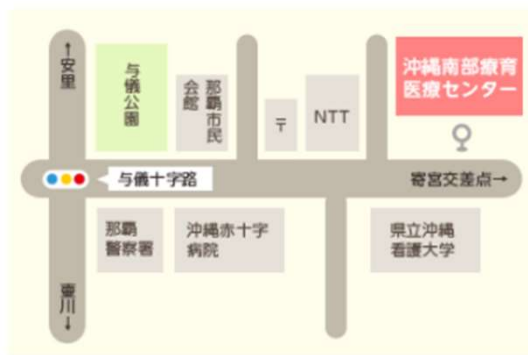 ↑安里
与儀公園
那覇市民
会館
〒
NTT
沖縄南部療育
医療センター
与儀十字路
寄宮交差点→
那覇
警察署
沖縄赤十字
病院
県立沖縄
看護大学
壷川→